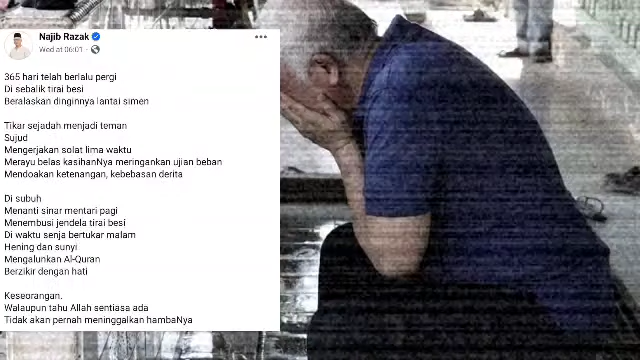 Najib Razak
Wed at 06:01
365 hari telah berlalu pergi
Di sebalik tirai besi
Beralaskan dinginnya lantai simen
Tikar sejadah menjadi teman
Sujud
Mengerjakan solat lima waktu
Merayu belas kasihanNya meringankan ujian beban
Mendoakan ketenangan, kebebasan derita
Di subuh
Menanti sinar mentari pagi
Menembusi jendela tirai besi
Di waktu senja bertukar malam
Hening dan sunyi
Mengalunkan Al-Quran
Berzikir dengan hati
Keseorangan.
Walaupun tahu Allah sentiasa ada
Tidak akan pernah meninggalkan hambaNya